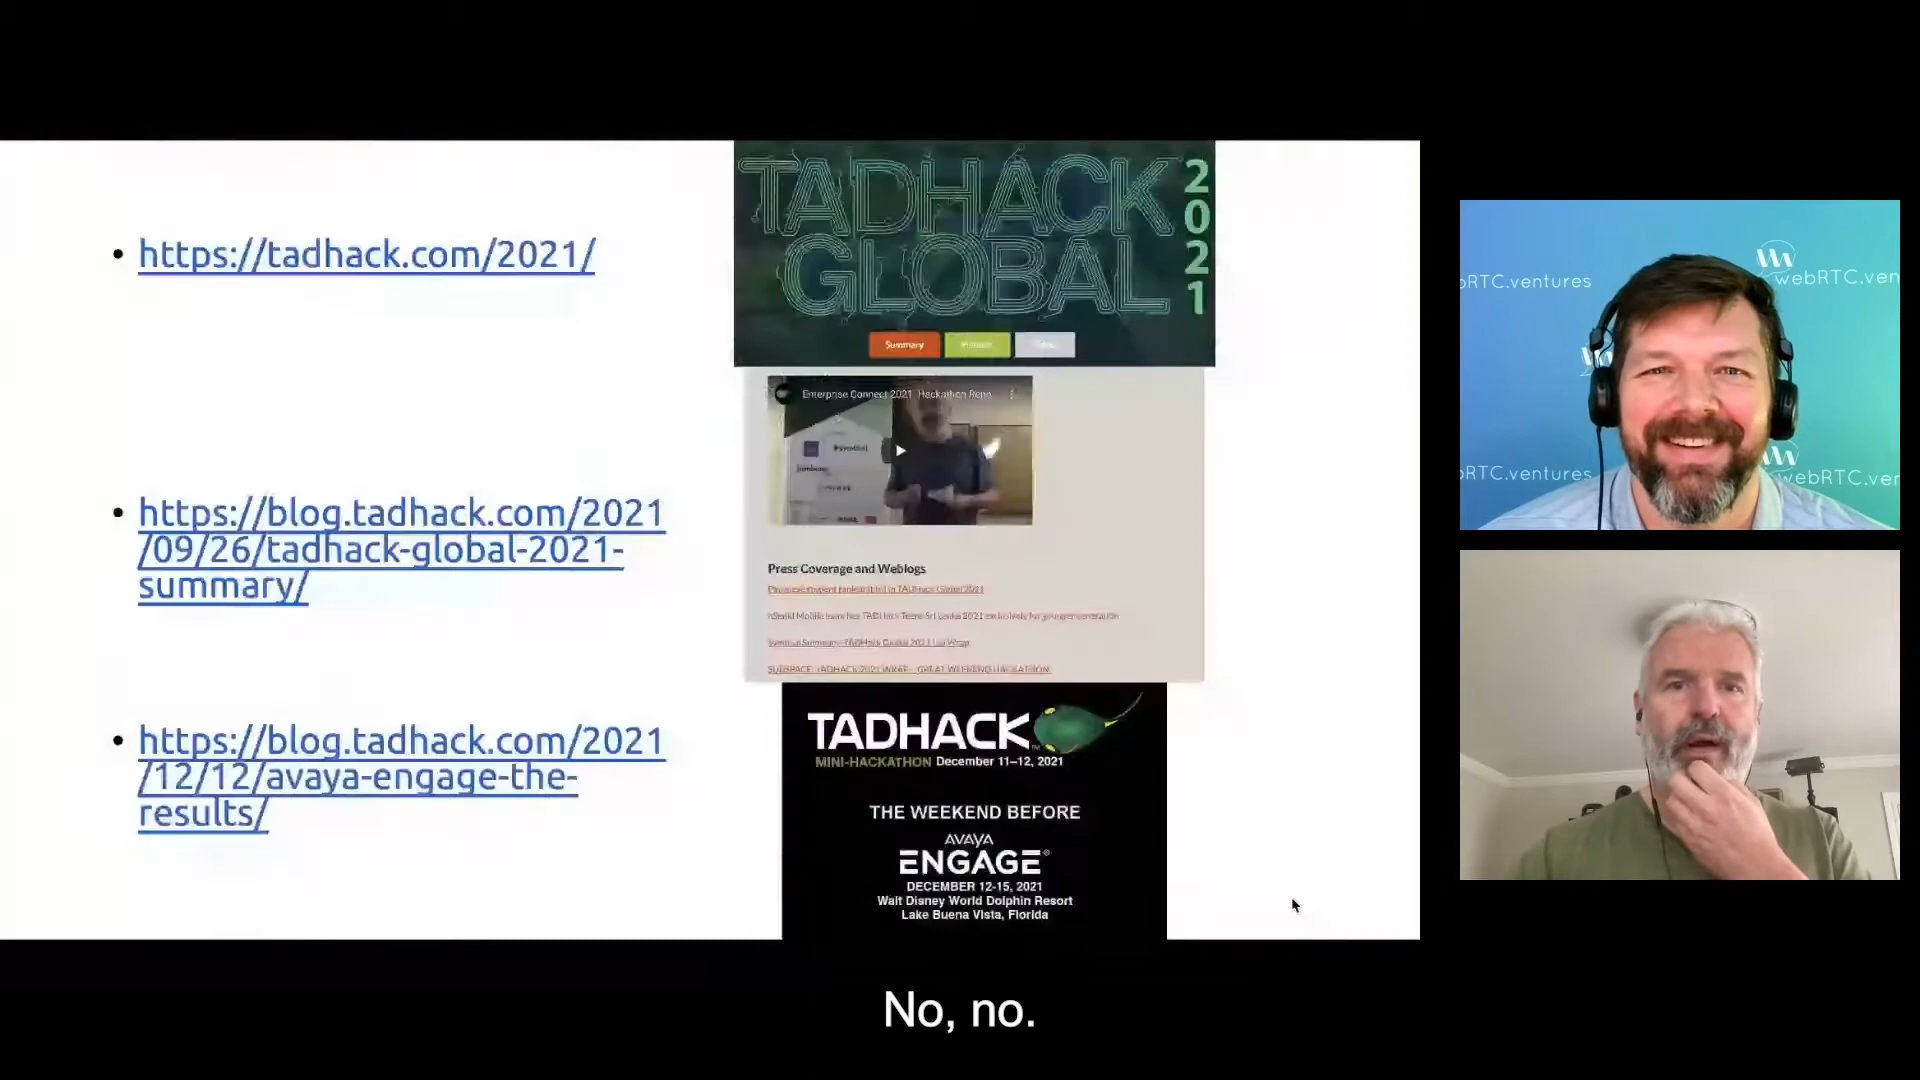 • https://tadhack.com/2021/
• https://blog.tadhack.com/2021
/09/26/tadhack-global-2021-
summary/
• https://blog.tadhack.com/2021
/12/12/avaya-engage-the-
results/
TADHACK
GLOBAL
2021
Summary
Enterprise Connect 2021 Hackathon
Press Coverage and Weblogs
TADHACK
MINI-HACKATHON December 11–12, 2021
THE WEEKEND BEFORE
AVAYA
ENGAGE®
DECEMBER 12-15, 2021
Walt Disney World Dolphin Resort
Lake Buena Vista, Florida
bRTC.ventures
webRTC.ven
bRTC.ventures
webRTC.ver
No, no.